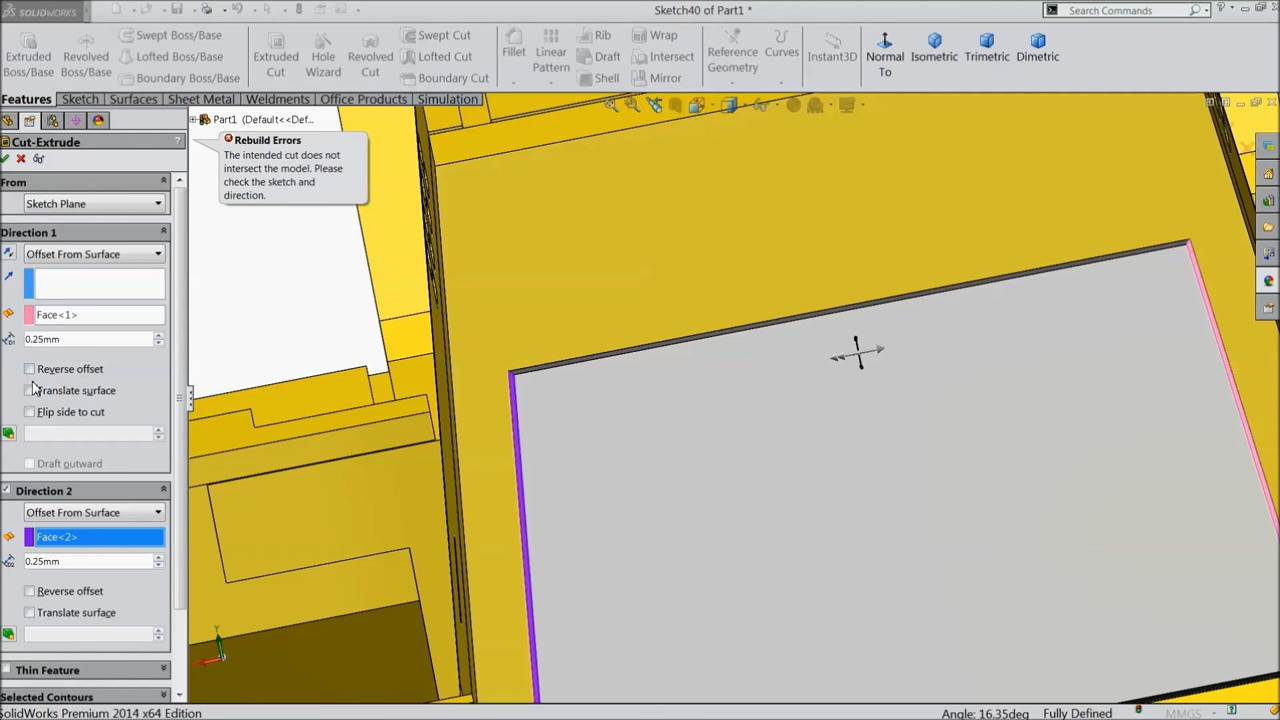 SOLIDWORKS
Sketch40 of Part1 *
Search Commands
Extruded Boss/Base
Revolved Boss/Base
Swept Boss/Base
Lofted Boss/Base
Boundary Boss/Base
Extruded Cut
Hole Wizard
Revolved Cut
Swept Cut
Lofted Cut
Boundary Cut
Fillet
Linear Pattern
Rib
Draft
Shell
Wrap
Intersect
Mirror
Reference Geometry
Curves
Instant3D
Normal To
Isometric
Trimetric
Dimetric
Features
Sketch
Surfaces
Sheet Metal
Weldments
Office Products
Simulation
Part1 (Default<<Def...
Rebuild Errors
The intended cut does not
intersect the model. Please
check the sketch and
direction.
Cut-Extrude
?
From
Sketch Plane
Direction 1
Offset From Surface
Face<1>
0.25mm
Reverse offset
Translate surface
Flip side to cut
Draft outward
Direction 2
Offset From Surface
Face<2>
0.25mm
Reverse offset
Translate surface
Thin Feature
Selected Contours
Y
SolidWorks Premium 2014 x64 Edition
Angle: 16.35deg
Fully Defined
MMGS